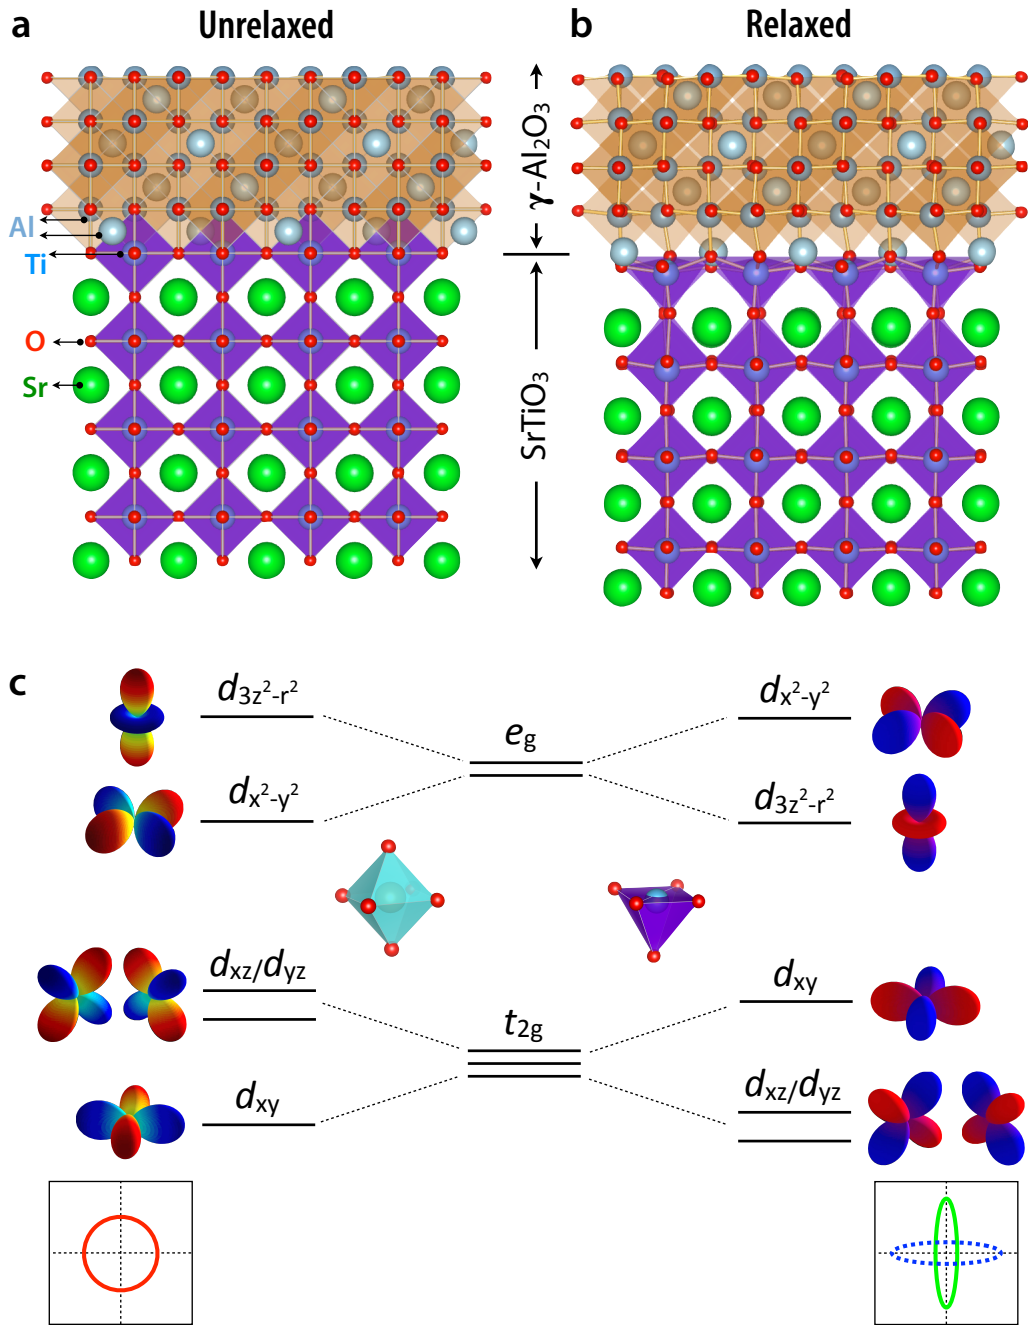 a Unrelaxed
b Relaxed
γ-Al₂O₃
Al
Ti
O
Sr
SrTiO₃
c
d3z²-r²
dx²-y²
eg
dx²-y²
d3z²-r²
dxz/dyz
dxy
t2g
dxy
dxz/dyz